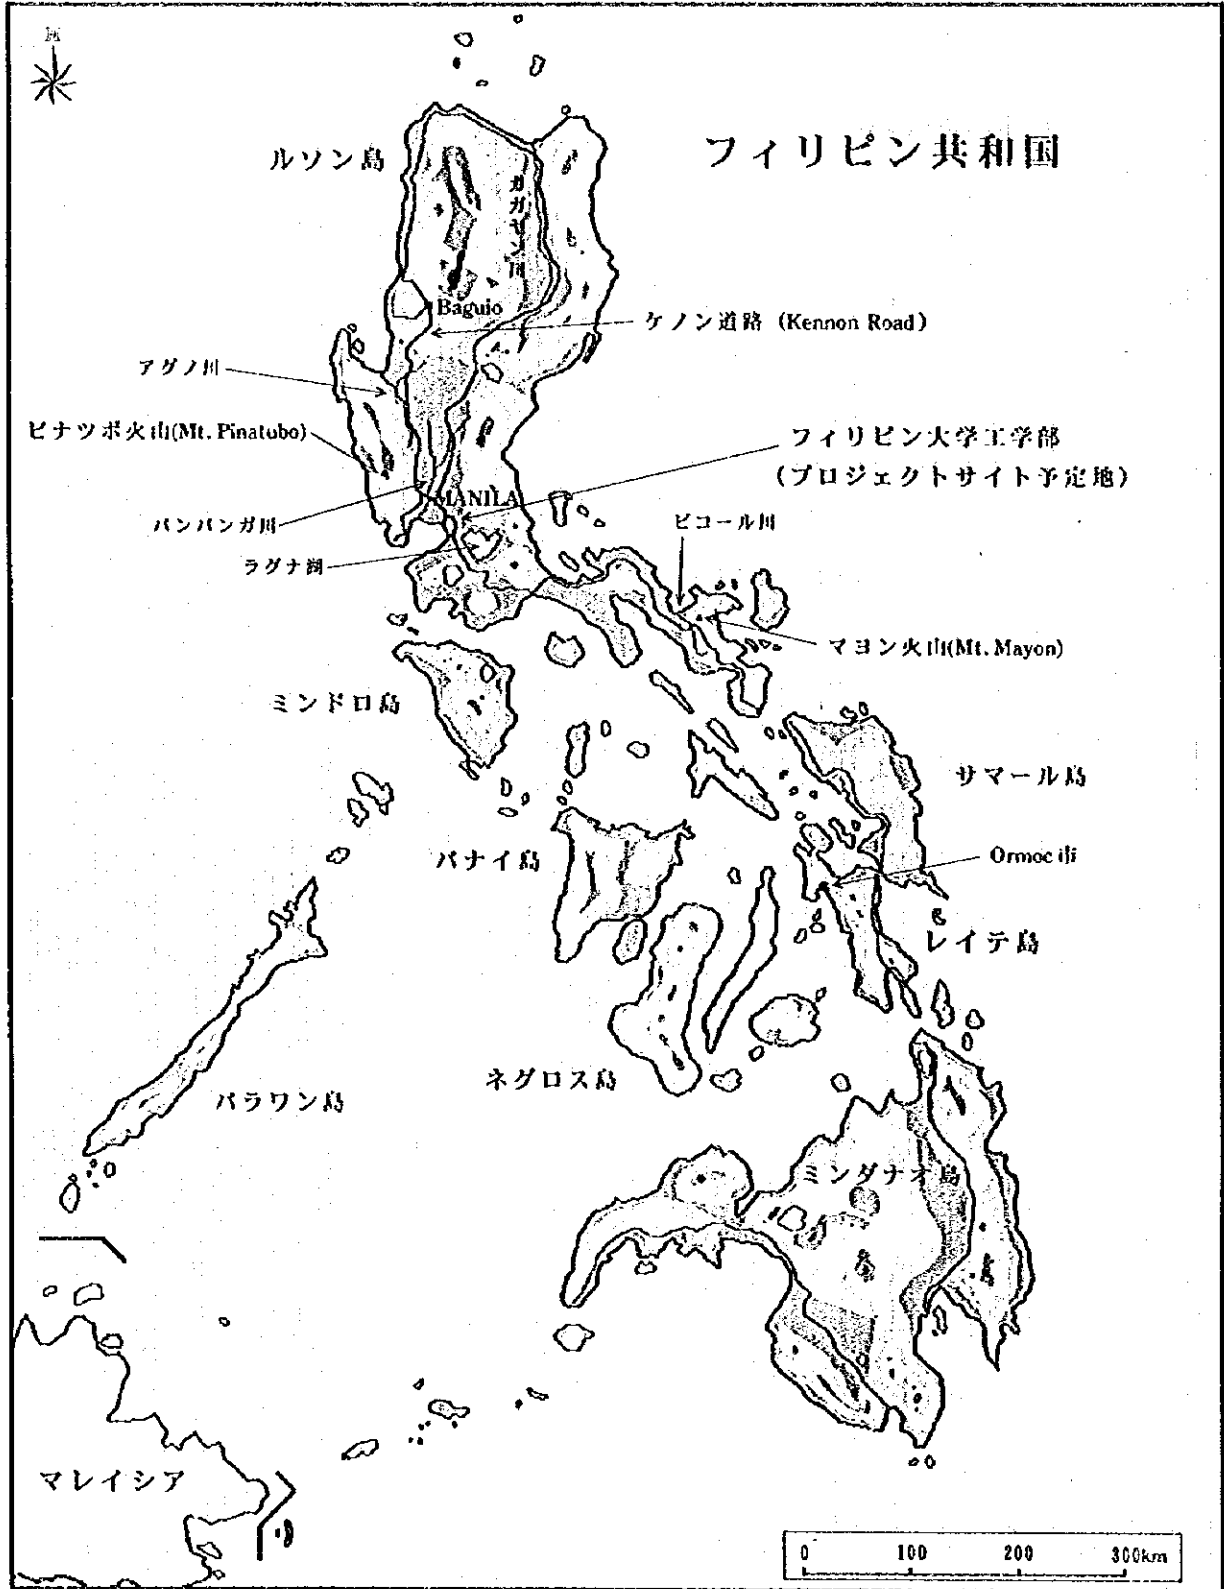 フィリピン共和国
ルソン島
カガヤン川
Baguio
ケノン道路 (Kennon Road)
アグノ川
ピナツボ火山(Mt. Pinatubo)
フィリピン大学工学部
(プロジェクトサイト予定地)
MANILA
パンパンガ川
ビコール川
ラグナ湖
マヨン火山(Mt. Mayon)
ミンドロ島
サマール島
パナイ島
Ormoc市
レイテ島
ネグロス島
パラワン島
ミンダナオ島
マレイシア
0 100 200 300km